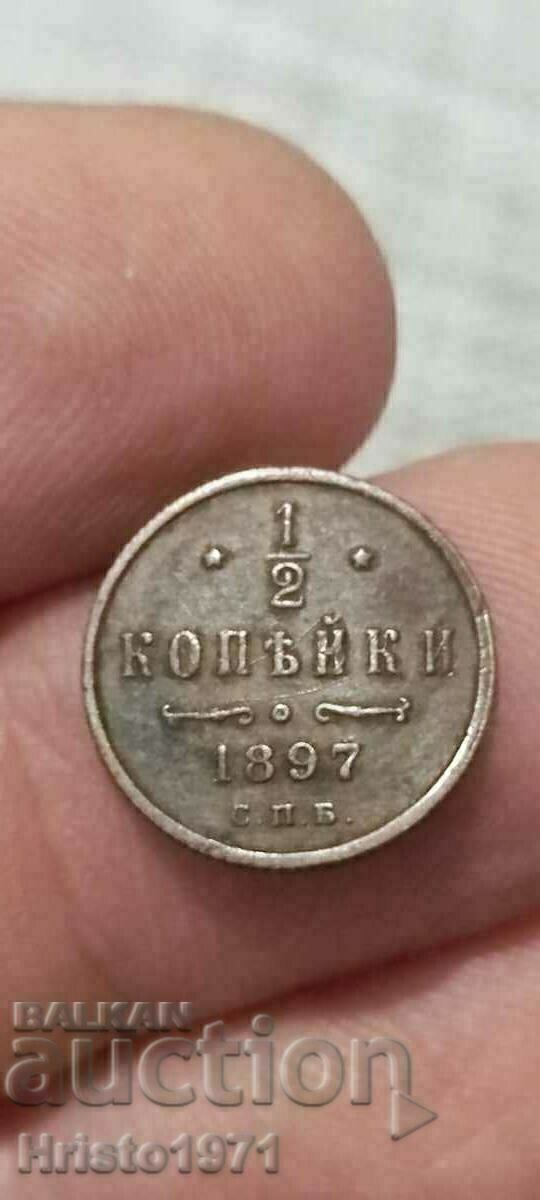 1/2
КОПѢЙКИ
1897
С.П.Б.
BALKAN
auction
Hristo1971